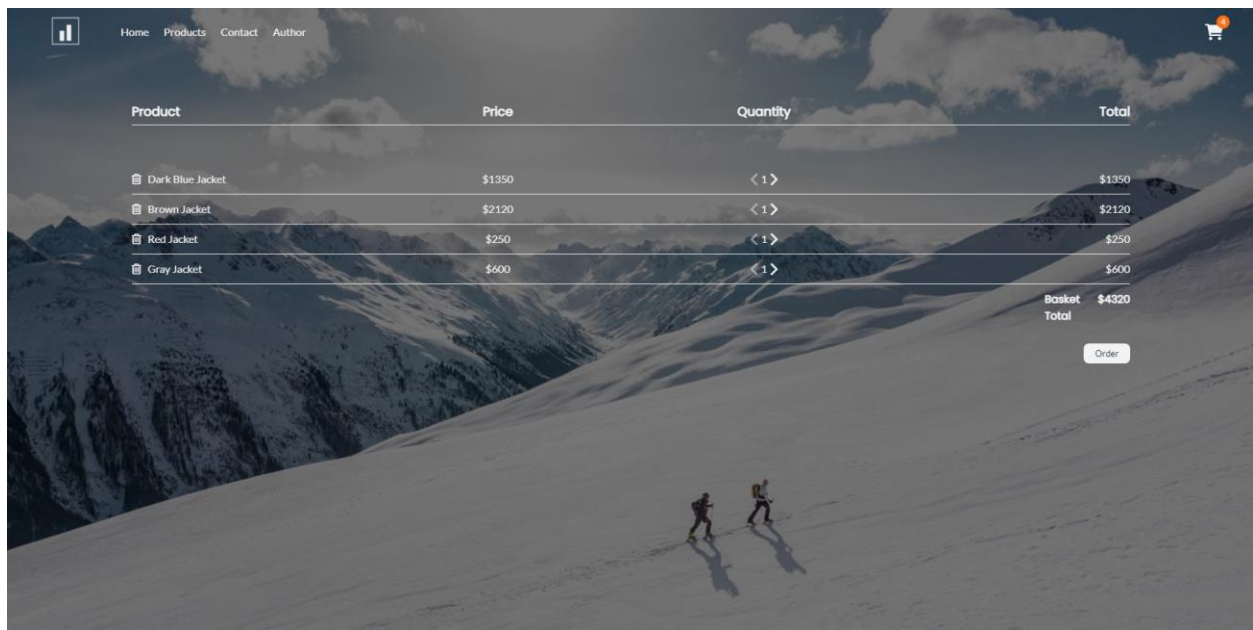 Home Products Contact Author 4
Product Price Quantity Total
Dark Blue Jacket $1350 1 $1350
Brown Jacket $2120 1 $2120
Red Jacket $250 1 $250
Gray Jacket $600 1 $600
Basket $4320
Total
Order